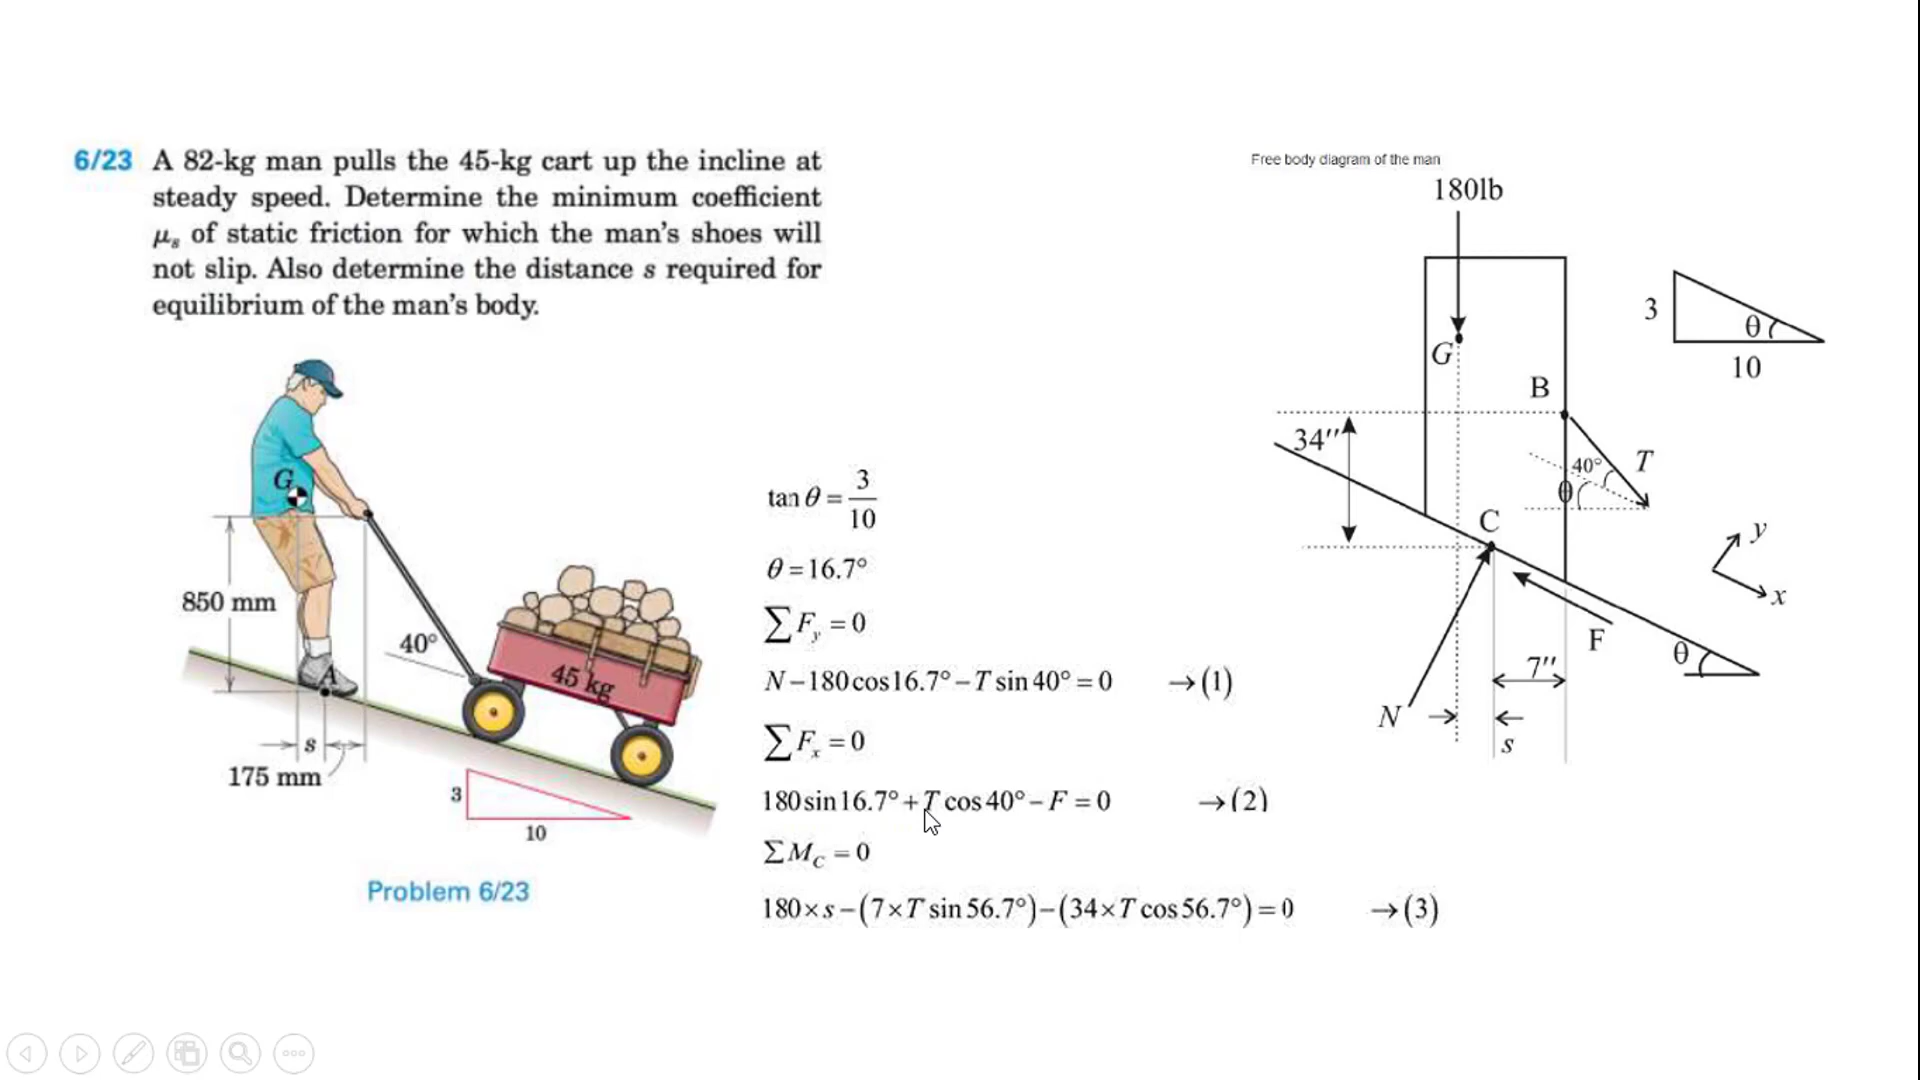 6/23 A 82-kg man pulls the 45-kg cart up the incline at
steady speed. Determine the minimum coefficient
μs of static friction for which the man's shoes will
not slip. Also determine the distance s required for
equilibrium of the man's body.
G
850 mm
40°
45 kg
A
s
175 mm
3
10
Problem 6/23
tan θ = 3/10
θ = 16.7°
∑F_y = 0
N − 180 cos 16.7° − T sin 40° = 0 → (1)
∑F_x = 0
180 sin 16.7° + T cos 40° − F = 0 → (2)
∑M_C = 0
180 × s − (7 × T sin 56.7°) − (34 × T cos 56.7°) = 0 → (3)
Free body diagram of the man
180lb
G
B
34"
40°
T
θ
C
F
N
7"
s
θ
y
x
3
θ
10